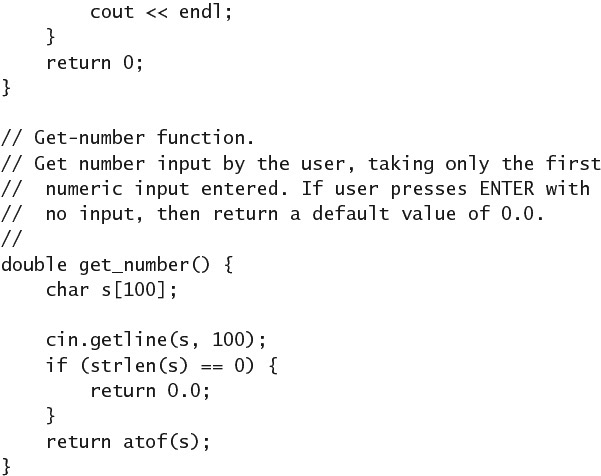 cout << endl;
    }
    return 0;
}

// Get-number function.
// Get number input by the user, taking only the first
//  numeric input entered. If user presses ENTER with
//  no input, then return a default value of 0.0.
//
double get_number() {
    char s[100];

    cin.getline(s, 100);
    if (strlen(s) == 0) {
        return 0.0;
    }
    return atof(s);
}